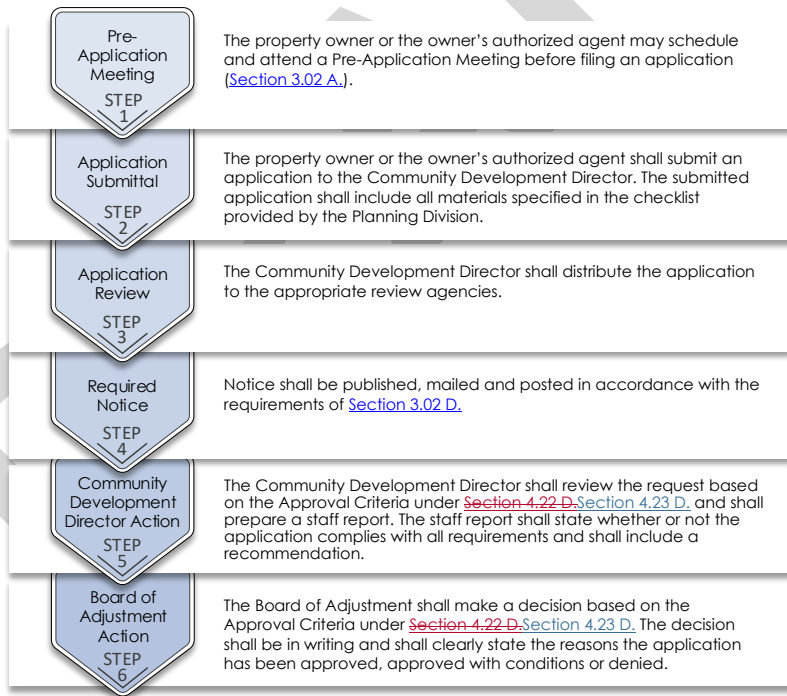 Pre-
Application
Meeting
STEP
1
The property owner or the owner's authorized agent may schedule
and attend a Pre-Application Meeting before filing an application
(Section 3.02 A.).
Application
Submittal
STEP
2
The property owner or the owner's authorized agent shall submit an
application to the Community Development Director. The submitted
application shall include all materials specified in the checklist
provided by the Planning Division.
Application
Review
STEP
3
The Community Development Director shall distribute the application
to the appropriate review agencies.
Required
Notice
STEP
4
Notice shall be published, mailed and posted in accordance with the
requirements of Section 3.02 D.
Community
Development
Director Action
STEP
5
The Community Development Director shall review the request based
on the Approval Criteria under Section 4.22 D.Section 4.23 D. and shall
prepare a staff report. The staff report shall state whether or not the
application complies with all requirements and shall include a
recommendation.
Board of
Adjustment
Action
STEP
6
The Board of Adjustment shall make a decision based on the
Approval Criteria under Section 4.22 D.Section 4.23 D. The decision
shall be in writing and shall clearly state the reasons the application
has been approved, approved with conditions or denied.